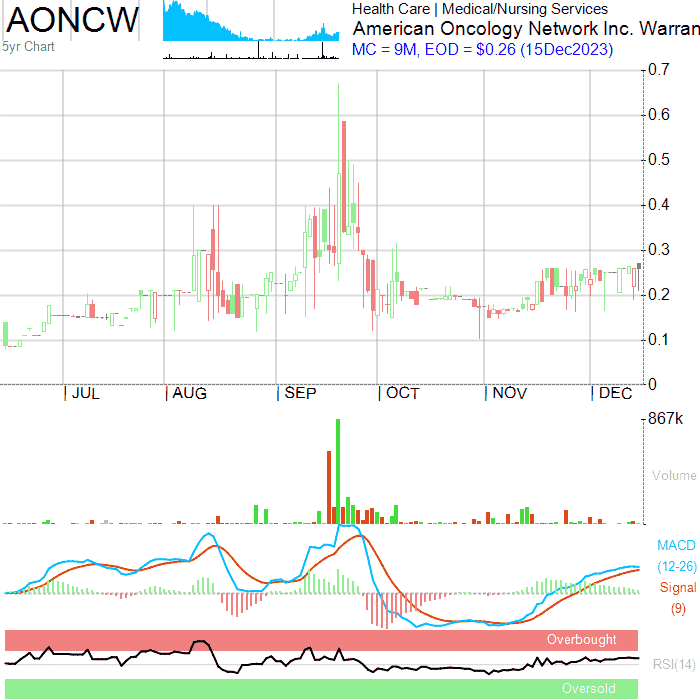 AONCW
5yr Chart
Health Care | Medical/Nursing Services
American Oncology Network Inc. Warran
MC = 9M, EOD = $0.26 (15Dec2023)
0.7
0.6
0.5
0.4
0.3
0.2
0.1
0
JUL AUG SEP OCT NOV DEC
867k
Volume
MACD
(12-26)
Signal
(9)
Overbought
RSI(14)
Oversold